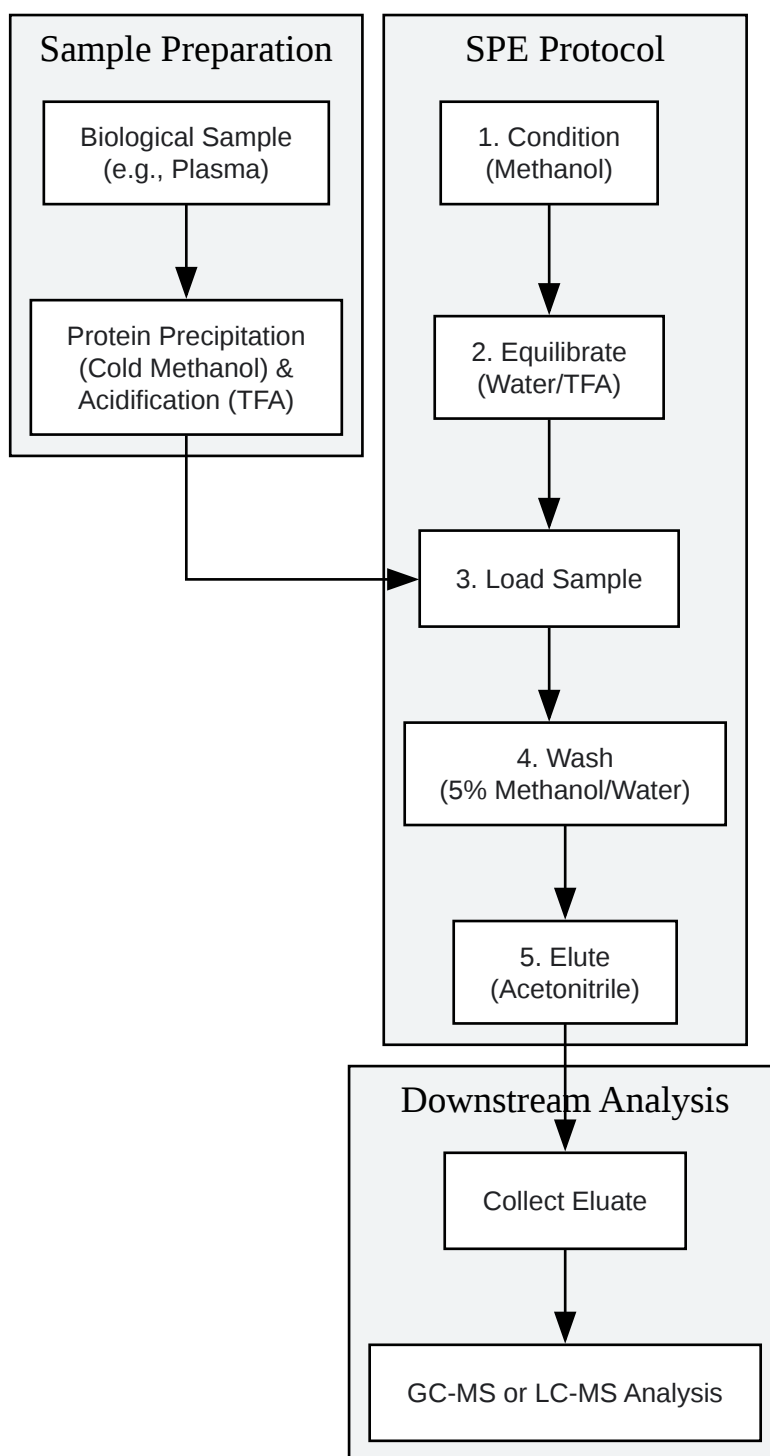 Sample Preparation
Biological Sample
(e.g., Plasma)
Protein Precipitation
(Cold Methanol) &
Acidification (TFA)
SPE Protocol
1. Condition
(Methanol)
2. Equilibrate
(Water/TFA)
3. Load Sample
4. Wash
(5% Methanol/Water)
5. Elute
(Acetonitrile)
Downstream Analysis
Collect Eluate
GC-MS or LC-MS Analysis